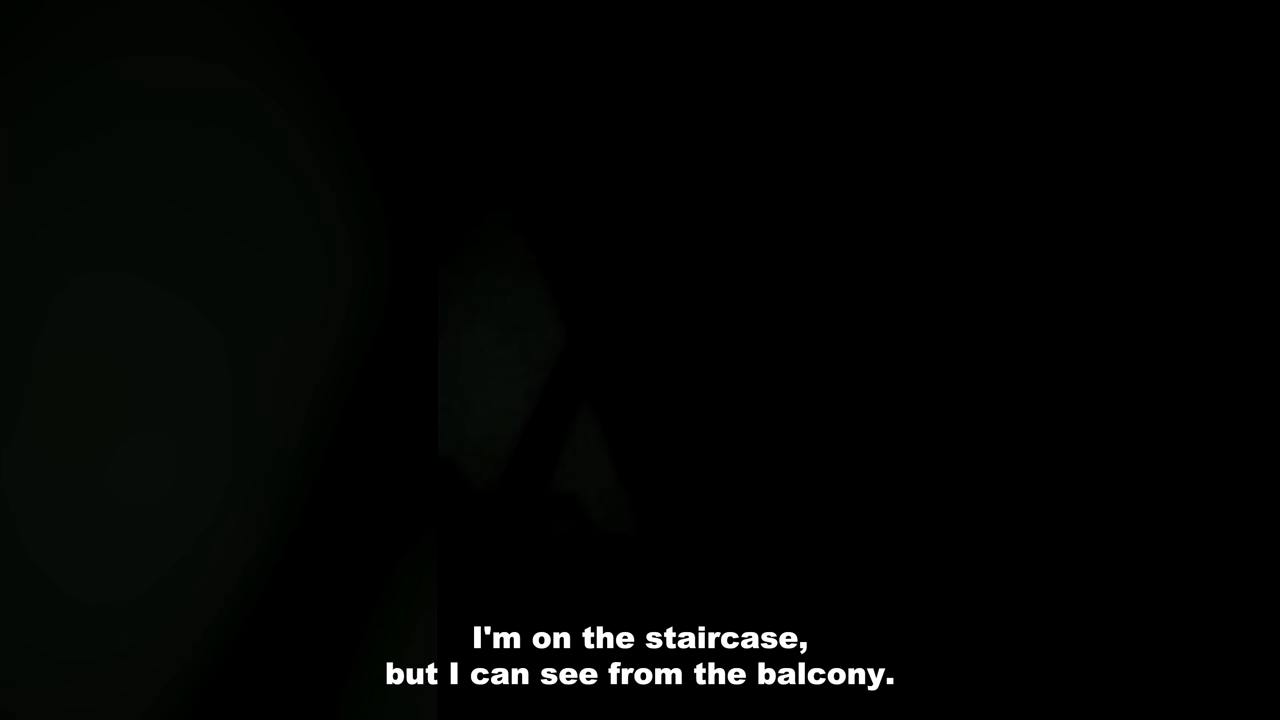 I'm on the staircase,
but I can see from the balcony.